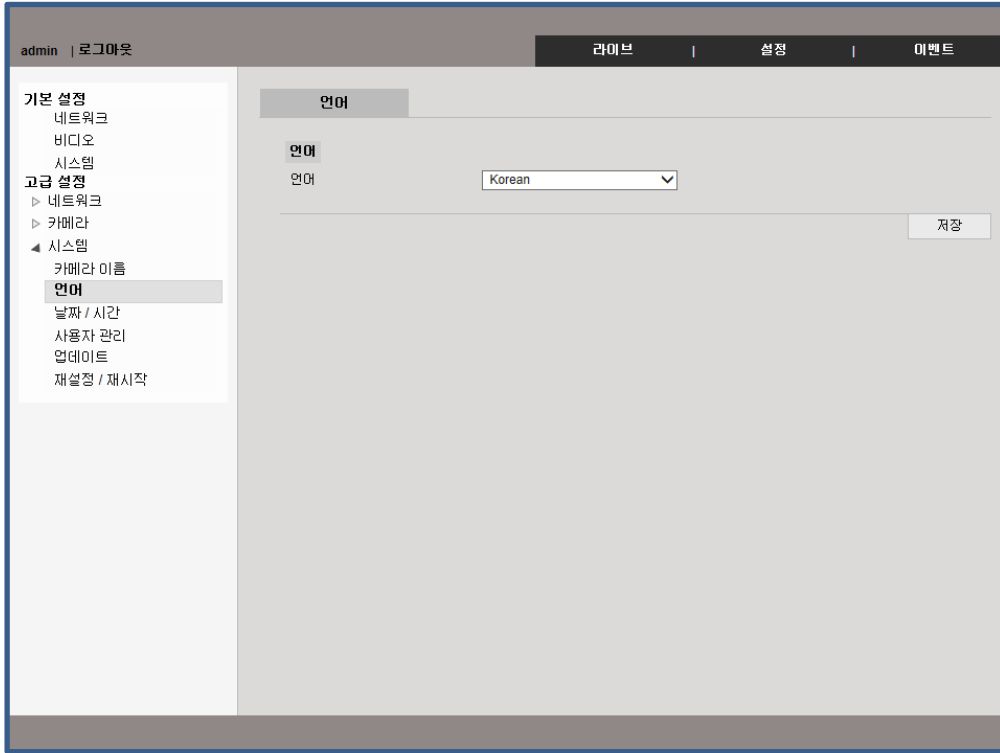 admin | 로그아웃
라이브 | 설정 | 이벤트
기본 설정
네트워크
비디오
시스템
고급 설정
네트워크
카메라
시스템
카메라 이름
언어
날짜 / 시간
사용자 관리
업데이트
재설정 / 재시작
언어
언어
언어 Korean
저장